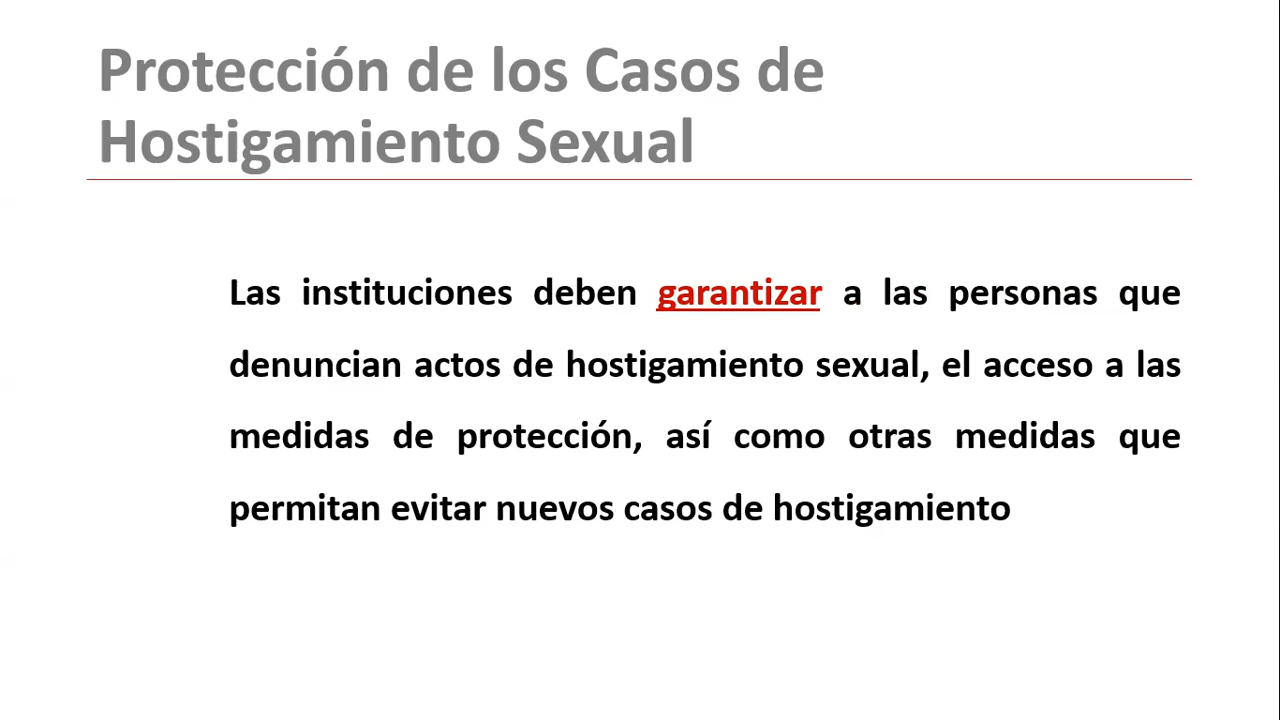 Protección de los Casos de
Hostigamiento Sexual
Las instituciones deben garantizar a las personas que
denuncian actos de hostigamiento sexual, el acceso a las
medidas de protección, así como otras medidas que
permitan evitar nuevos casos de hostigamiento